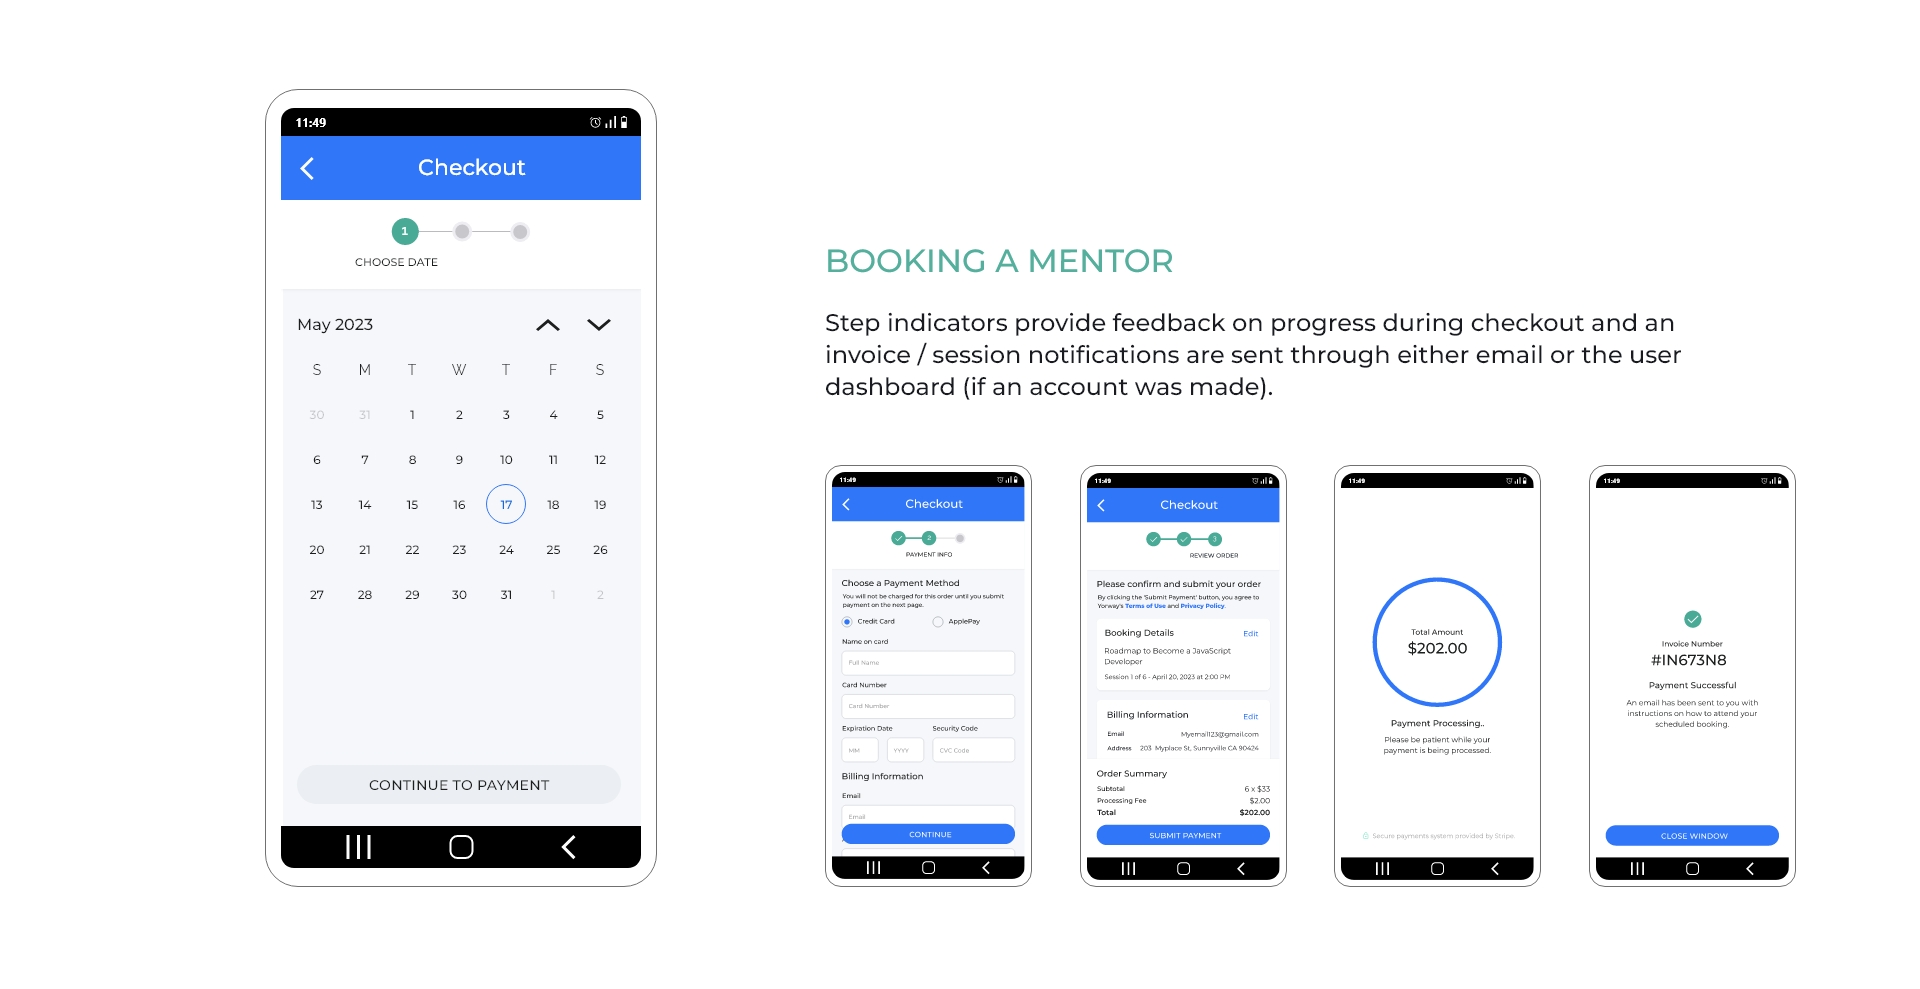 11:49
Checkout
1
CHOOSE DATE
May 2023
S M T W T F S
30 31 1 2 3 4 5
6 7 8 9 10 11 12
13 14 15 16 17 18 19
20 21 22 23 24 25 26
27 28 29 30 31 1 2
CONTINUE TO PAYMENT
BOOKING A MENTOR
Step indicators provide feedback on progress during checkout and an
invoice / session notifications are sent through either email or the user
dashboard (if an account was made).
11:49
Checkout
2
PAYMENT INFO
Choose a Payment Method
You will not be charged for this order until you submit
payment on the next page.
Credit Card ApplePay
Name on card
Full Name
Card Number
Card Number
Expiration Date Security Code
MM YYYY CVC Code
Billing Information
Email
Email
CONTINUE
11:49
Checkout
3
REVIEW ORDER
Please confirm and submit your order
By clicking the 'Submit Payment' button, you agree to
Yorway's Terms of Use and Privacy Policy.
Booking Details Edit
Roadmap to Become a JavaScript
Developer
Session 1 of 6 - April 20, 2023 at 2:00 PM
Billing Information Edit
Email Myemail123@gmail.com
Address 203 Myplace St, Sunnyville CA 90424
Order Summary
Subtotal 6 x $33
Processing Fee $2.00
Total $202.00
SUBMIT PAYMENT
11:49
Total Amount
$202.00
Payment Processing..
Please be patient while your
payment is being processed.
Secure payments system provided by Stripe
11:49
Invoice Number
#IN673N8
Payment Successful
An email has been sent to you with
instructions on how to attend your
scheduled booking.
CLOSE WINDOW